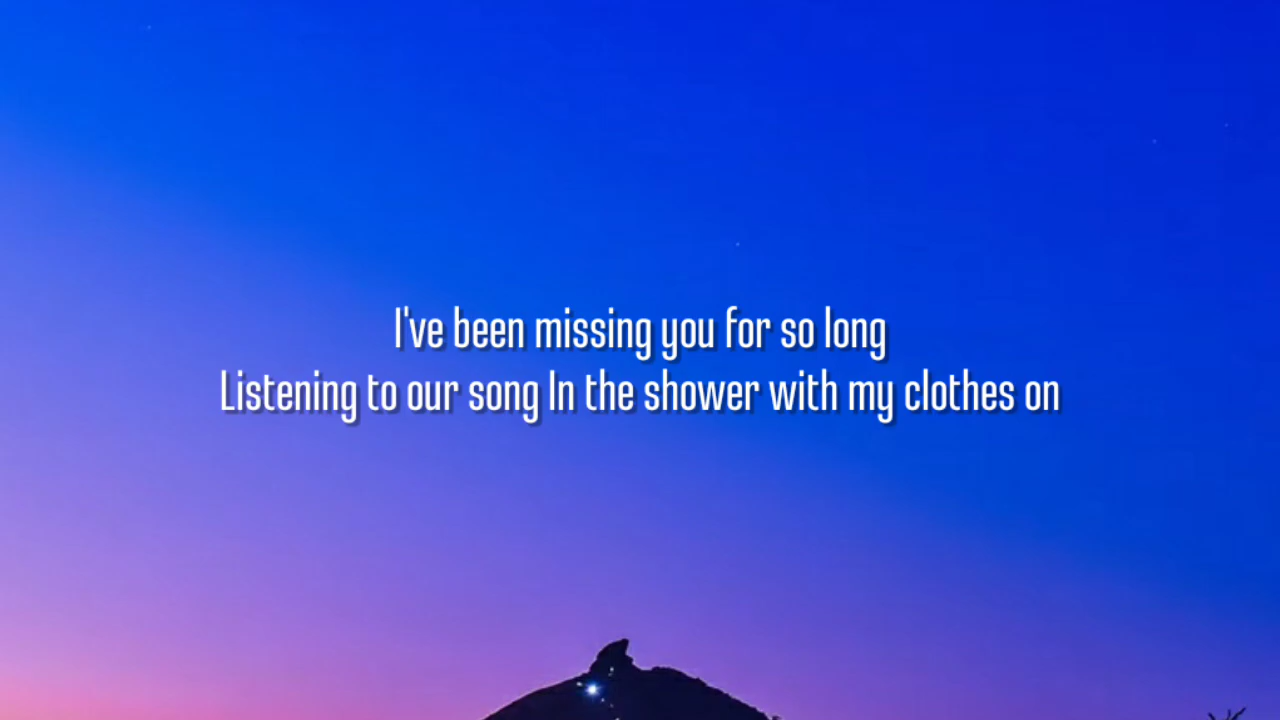 I've been missing you for so long
Listening to our song In the shower with my clothes on